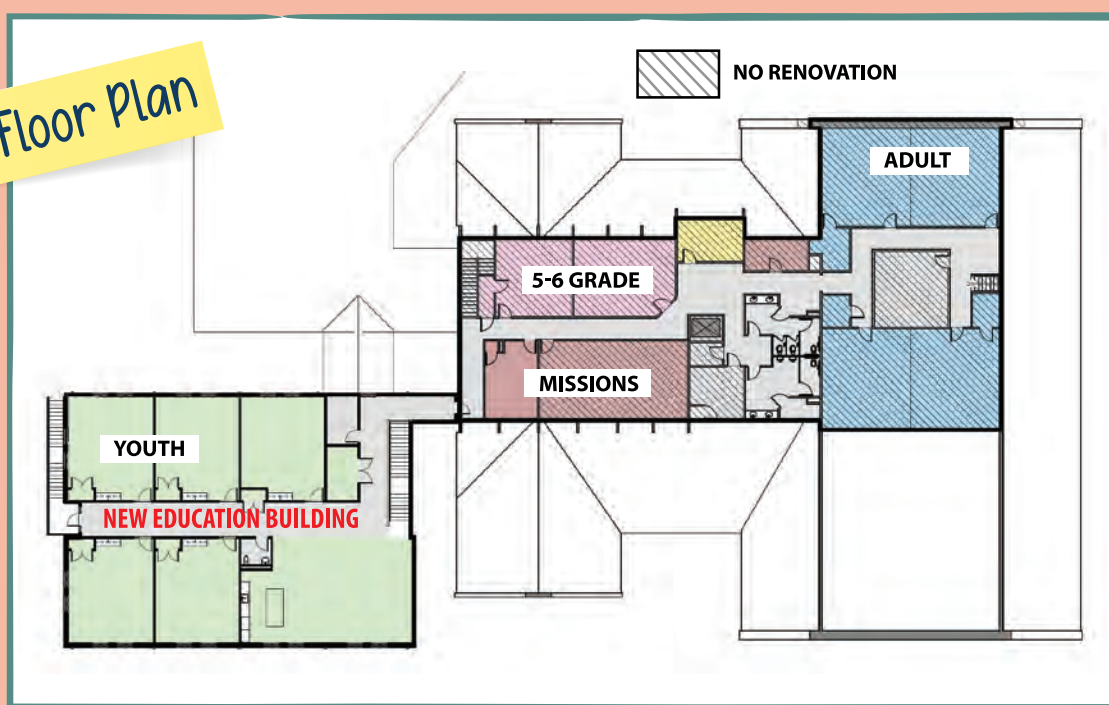 Floor Plan
NO RENOVATION
ADULT
5-6 GRADE
MISSIONS
YOUTH
NEW EDUCATION BUILDING